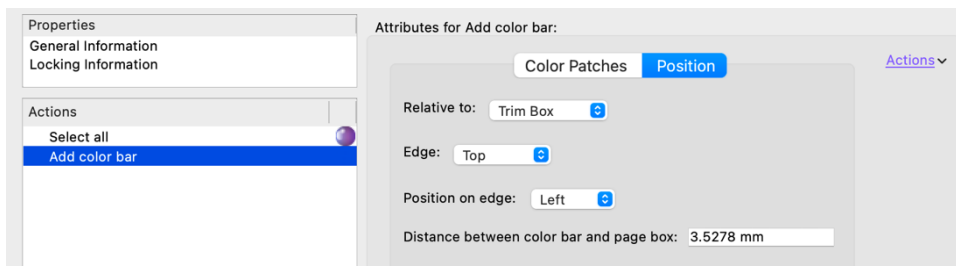 Properties
General Information
Locking Information
Actions
Select all
Add color bar
Attributes for Add color bar:
Color Patches Position
Actions
Relative to: Trim Box
Edge: Top
Position on edge: Left
Distance between color bar and page box: 3.5278 mm